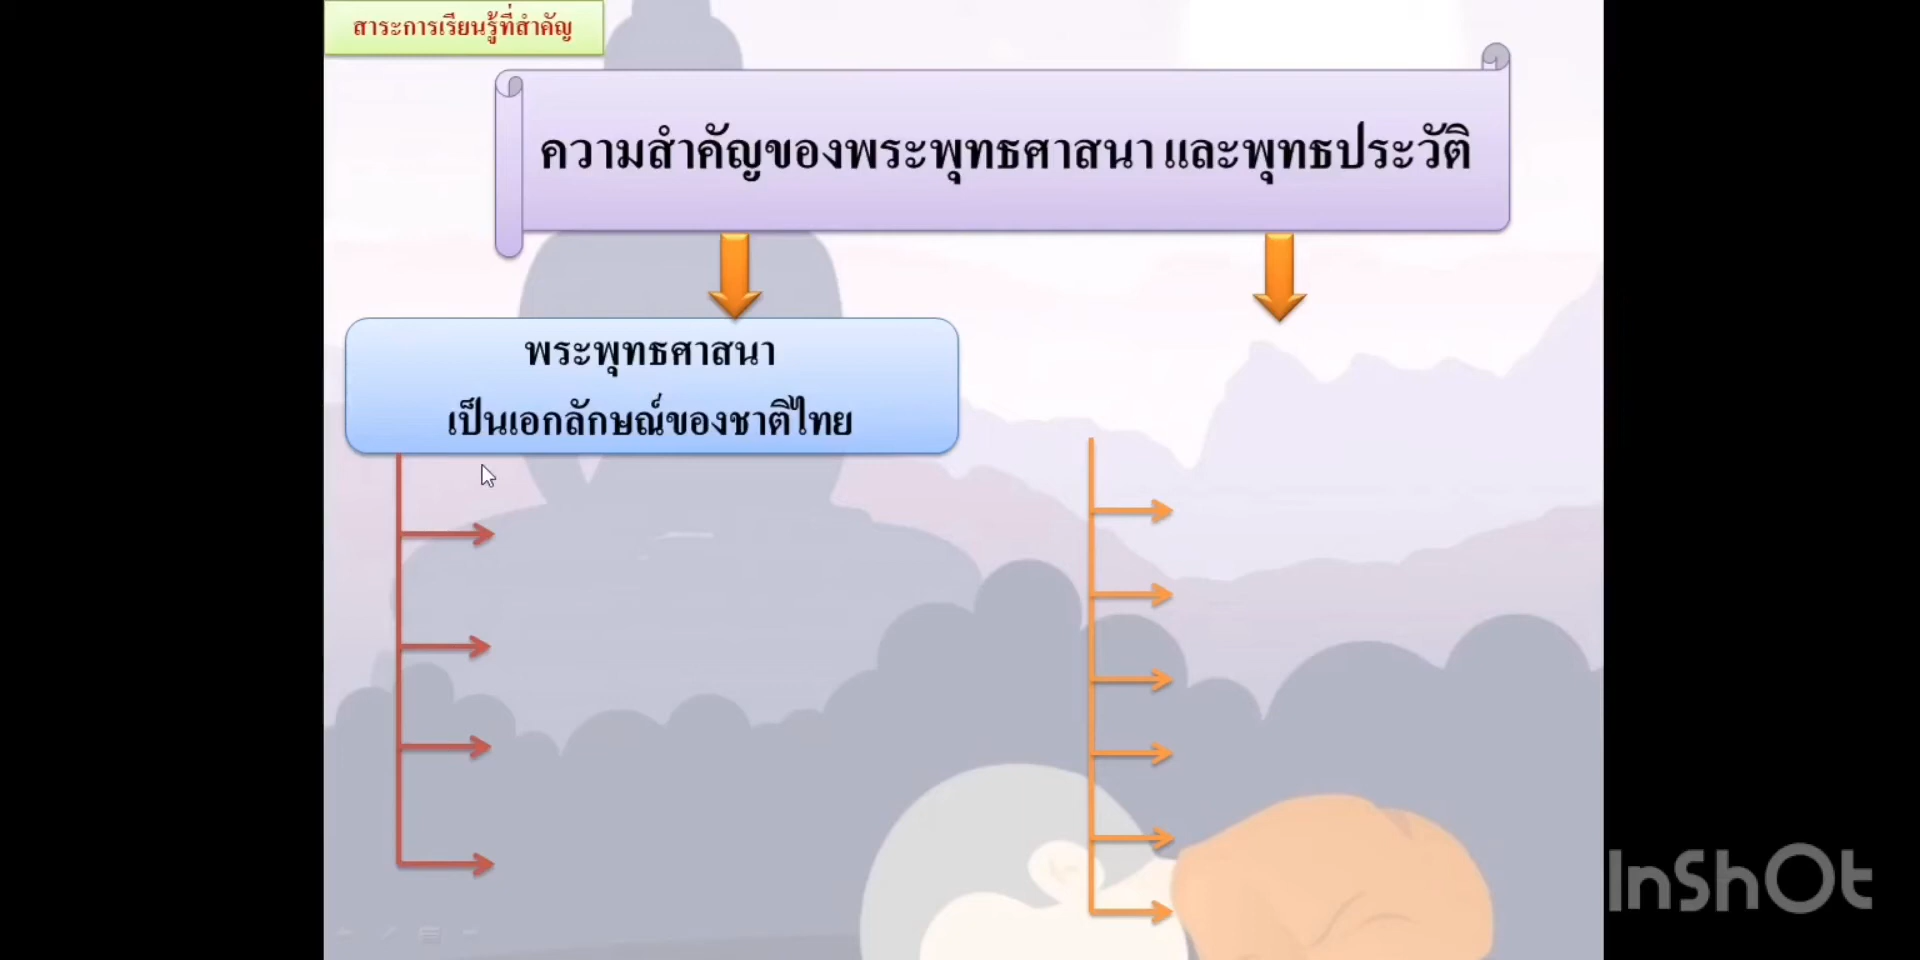 สาระการเรียนรู้ที่สำคัญ
ความสำคัญของพระพุทธศาสนา และพุทธประวัติ
พระพุทธศาสนา
เป็นเอกลักษณ์ของชาติไทย
InShOt